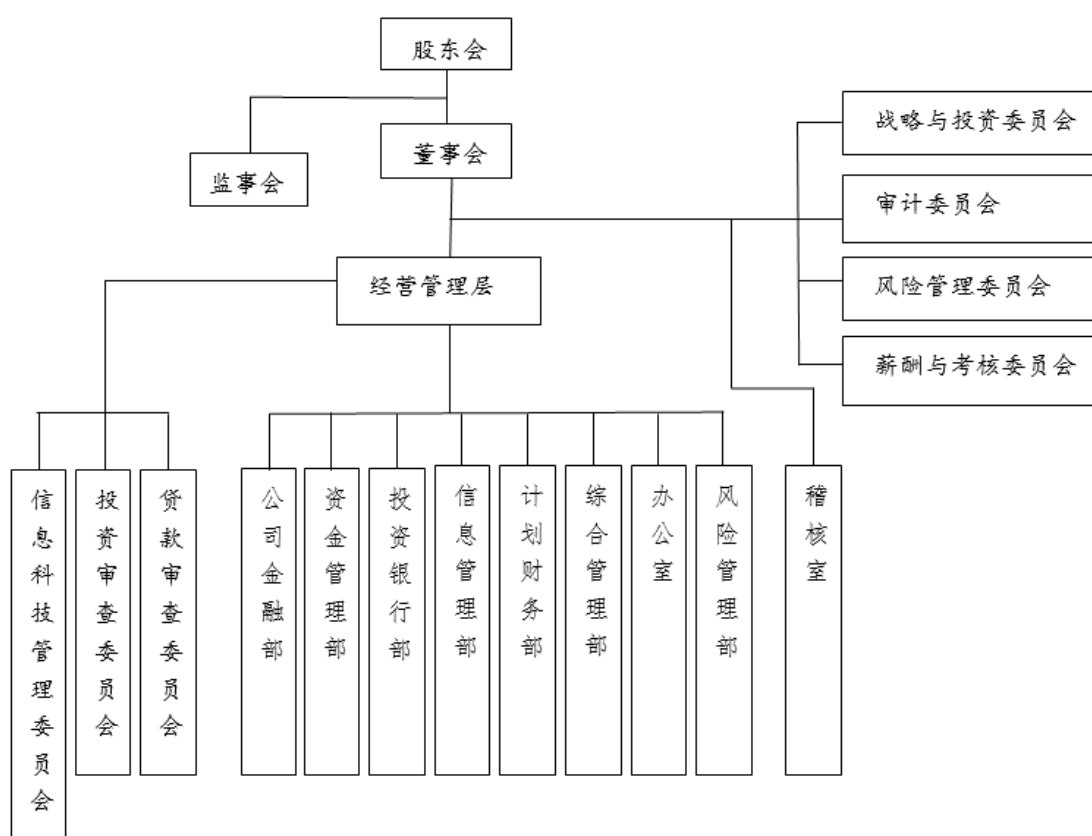 股东会
监事会
董事会
战略与投资委员会
审计委员会
风险管理委员会
薪酬与考核委员会
经营管理层
信息科技管理委员会
投资审查委员会
贷款审查委员会
公司金融部
资金管理部
投资银行部
信息管理部
计划财务部
综合管理部
办公室
风险管理部
稽核室